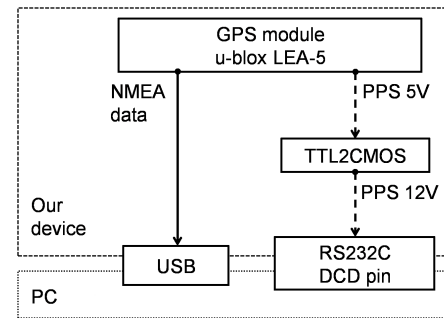 GPS module
u-blox LEA-5
NMEA
data
PPS 5V
TTL2CMOS
PPS 12V
Our
device
USB
RS232C
DCD pin
PC